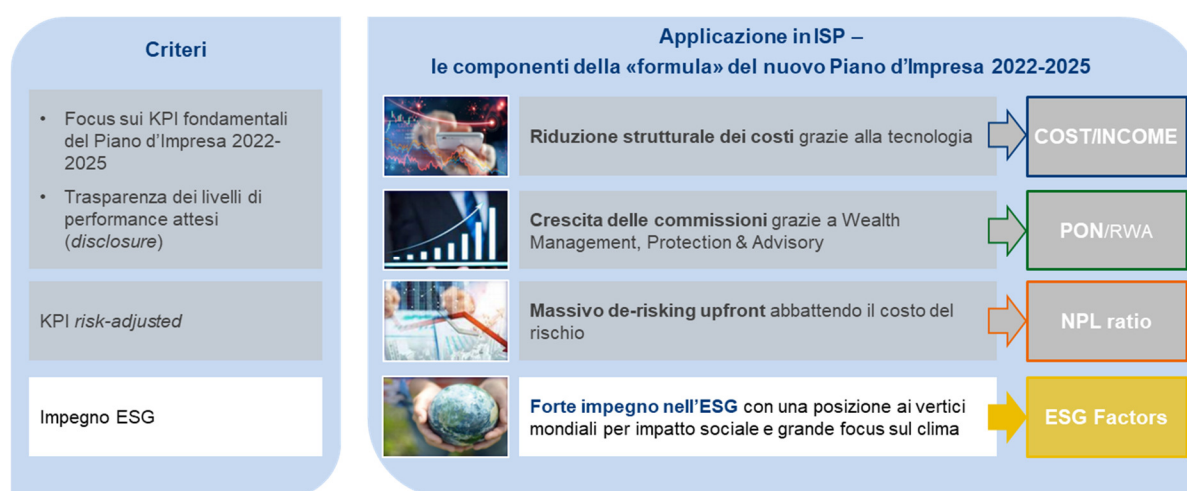 Criteri
• Focus sui KPI fondamentali
del Piano d'Impresa 2022-
2025
• Trasparenza dei livelli di
performance attesi
(disclosure)
KPI risk-adjusted
Impegno ESG
Applicazione in ISP –
le componenti della «formula» del nuovo Piano d'Impresa 2022-2025
Riduzione strutturale dei costi grazie alla tecnologia
COST/INCOME
Crescita delle commissioni grazie a Wealth
Management, Protection & Advisory
PON/RWA
Massivo de-risking upfront abbattendo il costo del
rischio
NPL ratio
Forte impegno nell'ESG con una posizione ai vertici
mondiali per impatto sociale e grande focus sul clima
ESG Factors